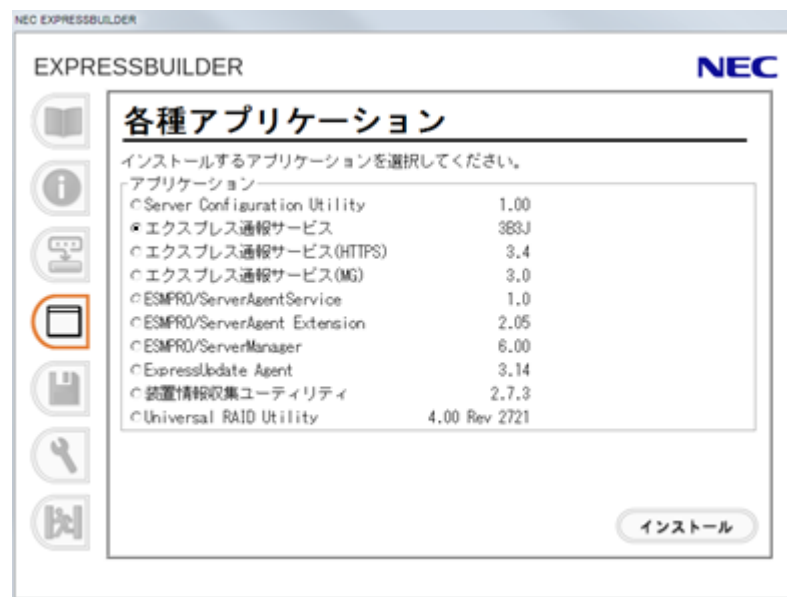 NEC EXPRESSBUILDER
EXPRESSBUILDER
NEC
各種アプリケーション
インストールするアプリケーションを選択してください。
アプリケーション
Server Configuration Utility 1.00
エクスプレス通報サービス 3B3J
エクスプレス通報サービス(HTTPS) 3.4
エクスプレス通報サービス(MG) 3.0
ESMPRO/ServerAgentService 1.0
ESMPRO/ServerAgent Extension 2.05
ESMPRO/ServerManager 6.00
ExpressUpdate Agent 3.14
装置情報収集ユーティリティ 2.7.3
Universal RAID Utility 4.00 Rev 2721
インストール